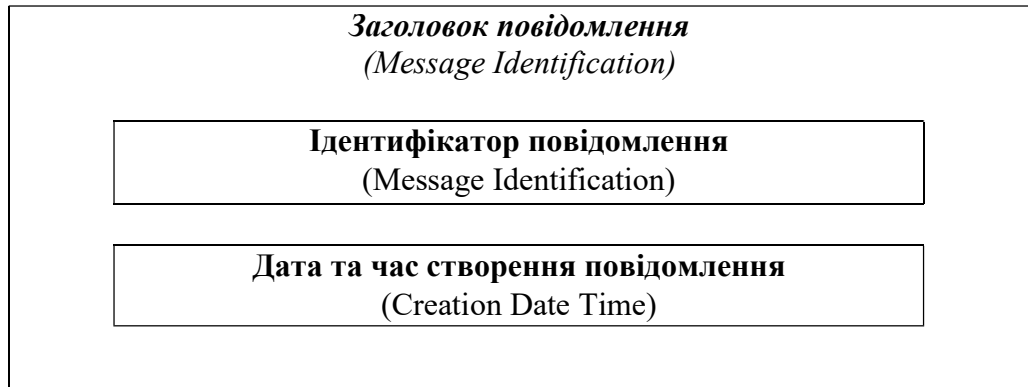 Заголовок повідомлення
(Message Identification)
Ідентифікатор повідомлення
(Message Identification)
Дата та час створення повідомлення
(Creation Date Time)